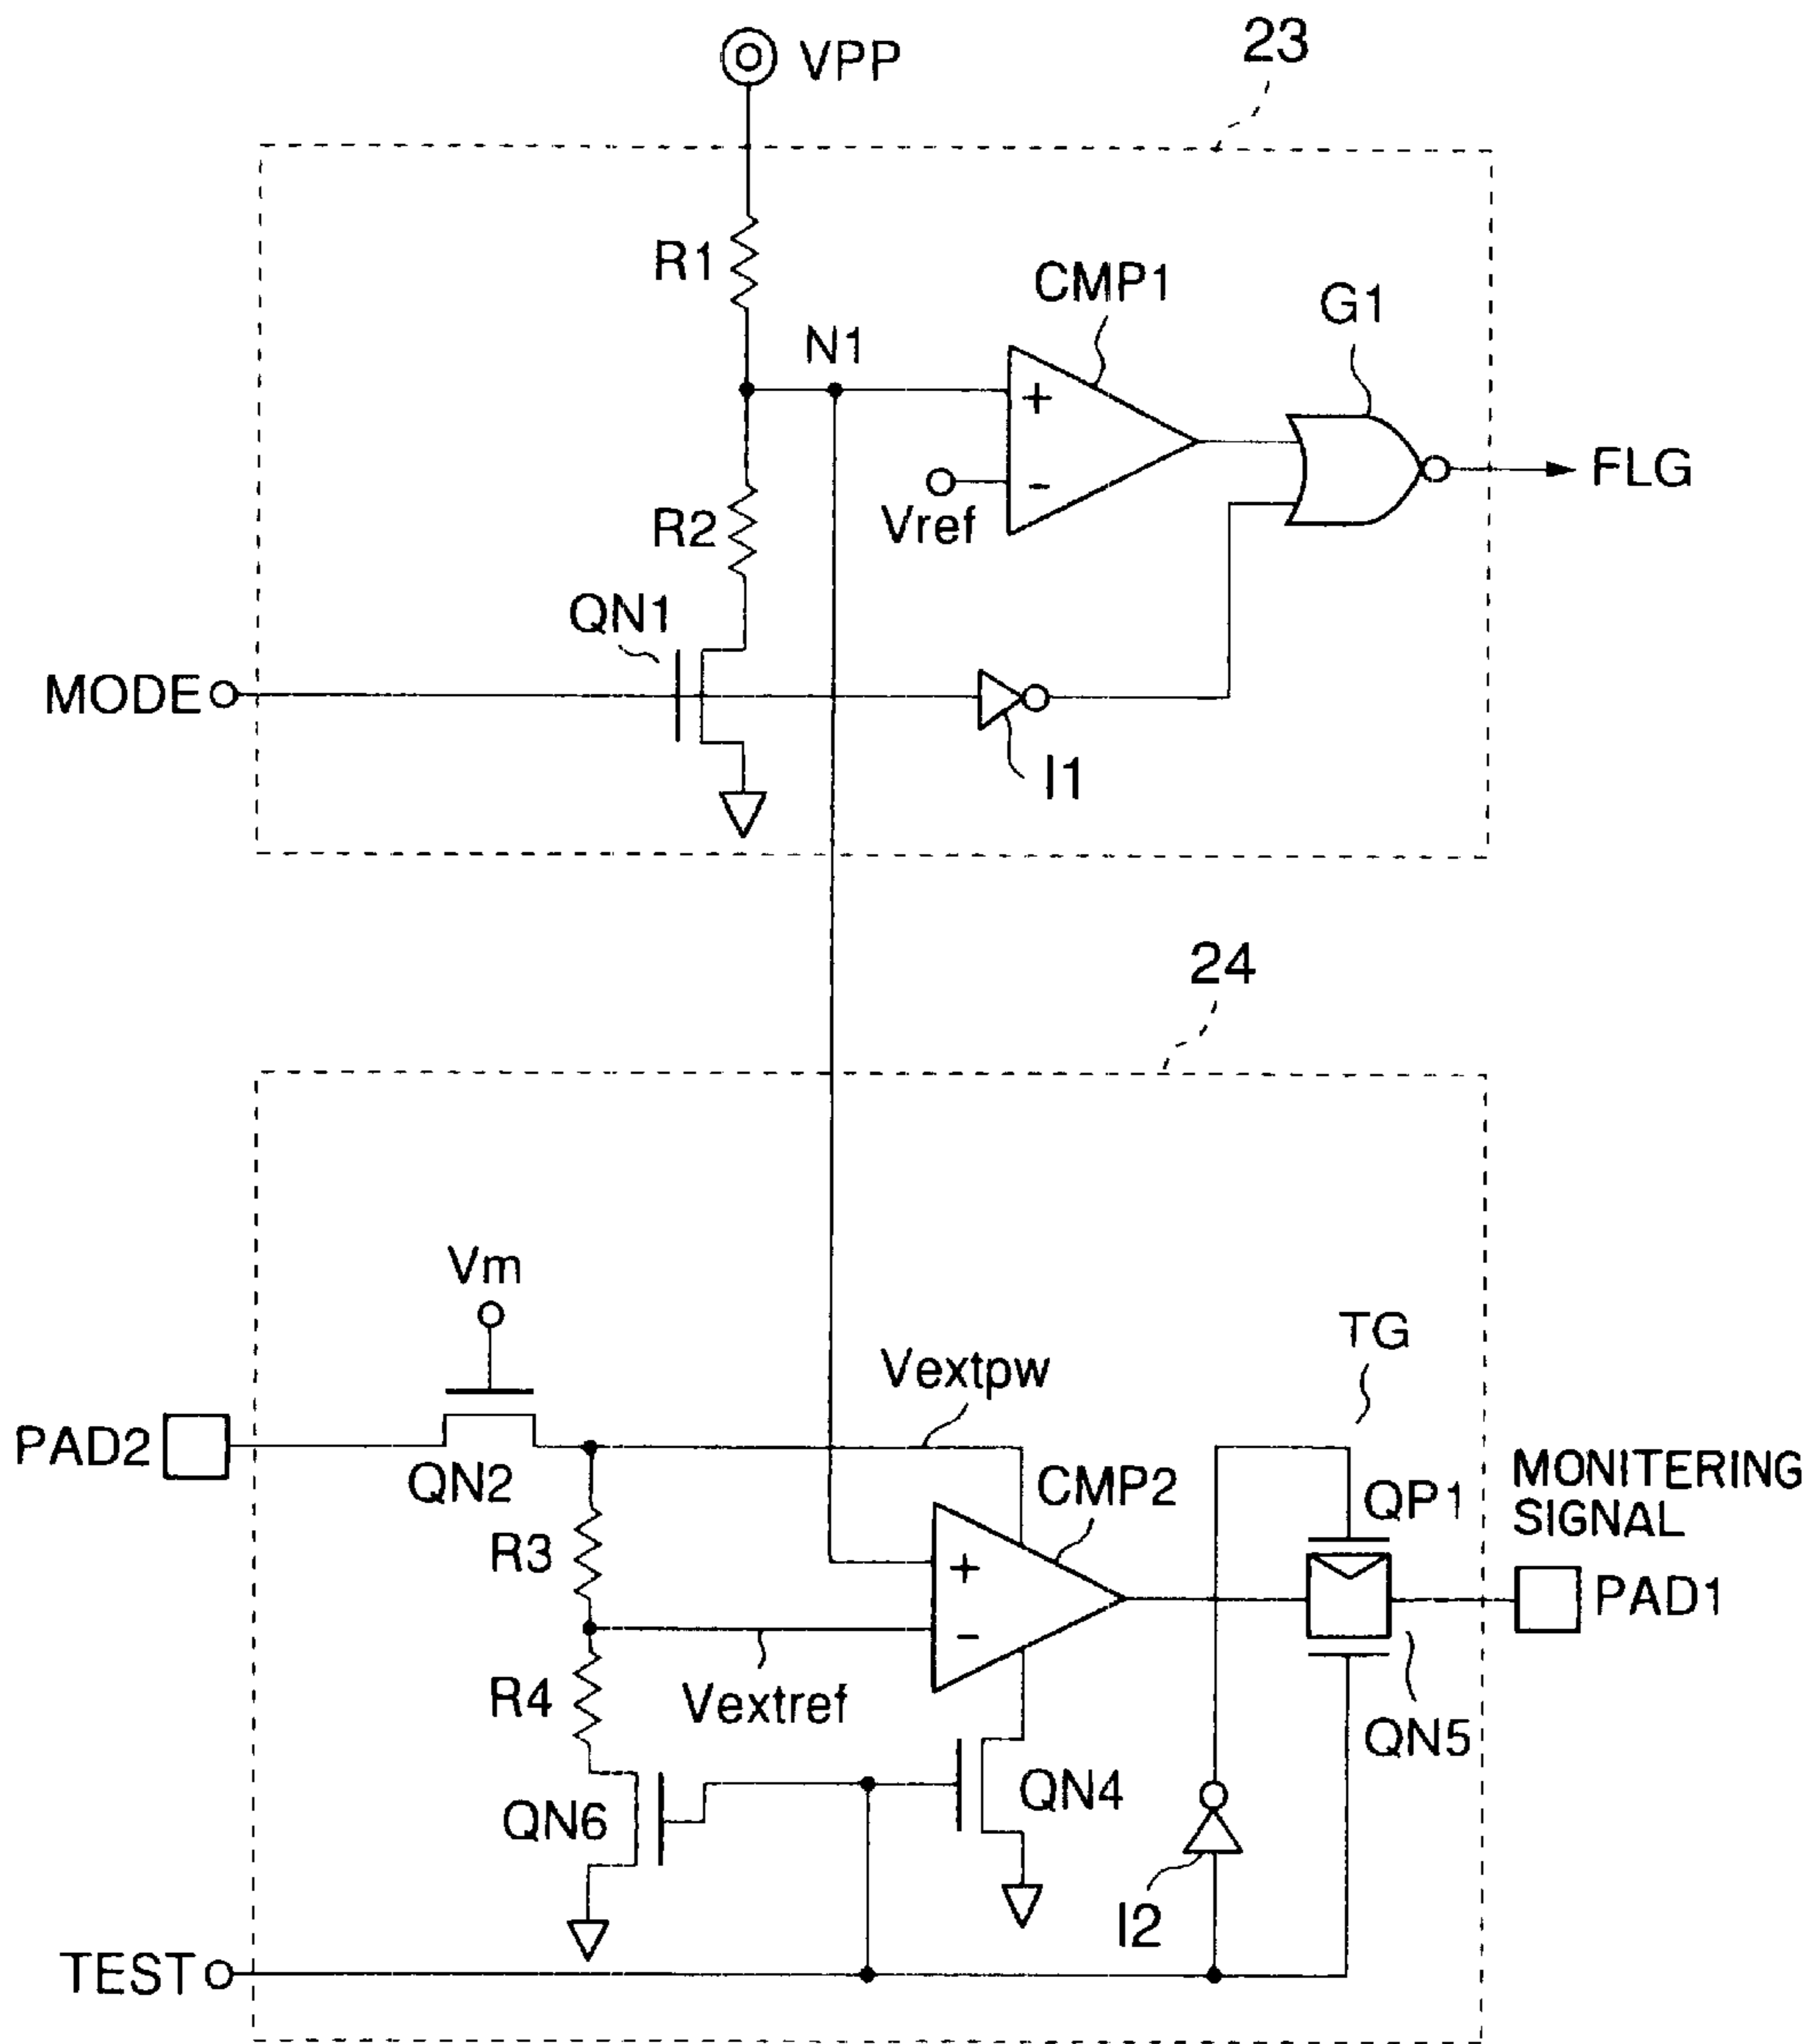 23
VPP
R1
CMP1
G1
N1
+
-
Vref
FLG
R2
QN1
MODE
I1
24
Vm
TG
Vextpw
PAD2
QN2
CMP2
QP1
MONITERING
SIGNAL
R3
+
-
PAD1
R4
Vextref
QN5
QN6
QN4
I2
TEST